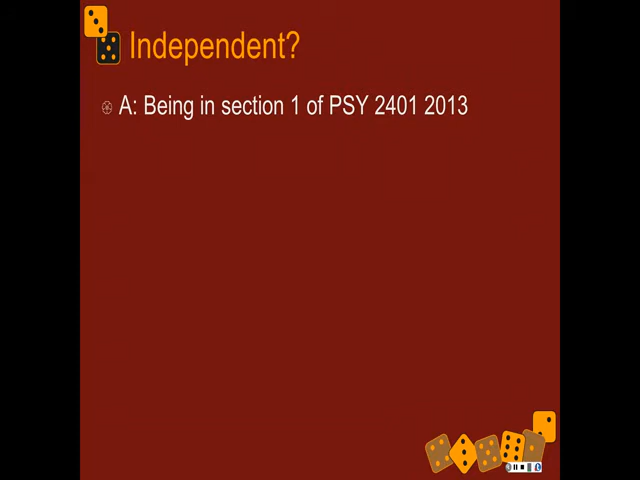 Independent?
A: Being in section 1 of PSY 2401 2013